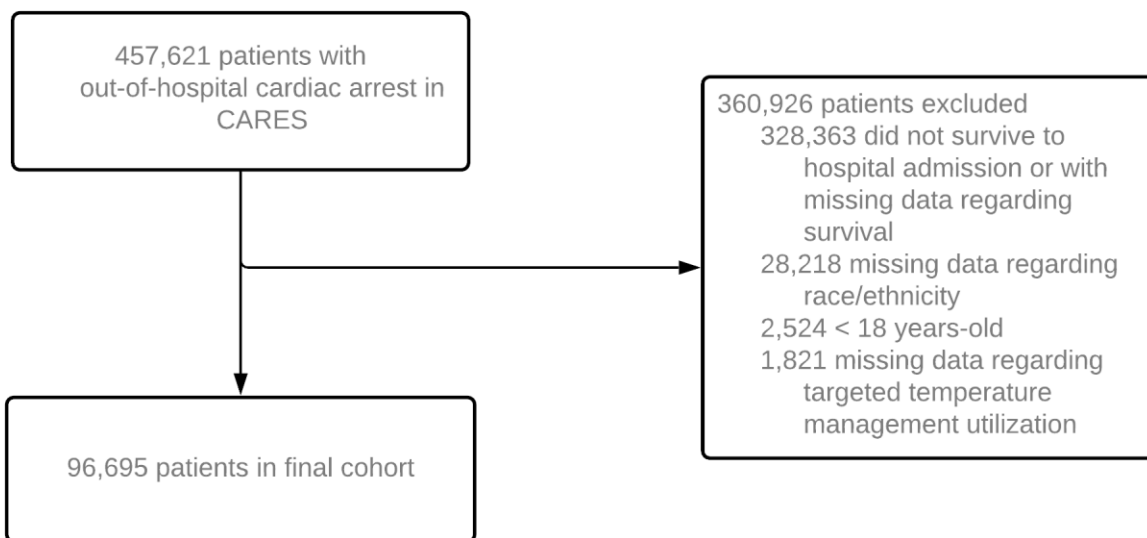 457,621 patients with
out-of-hospital cardiac arrest in
CARES
360,926 patients excluded
328,363 did not survive to
hospital admission or with
missing data regarding
survival
28,218 missing data regarding
race/ethnicity
2,524 < 18 years-old
1,821 missing data regarding
targeted temperature
management utilization
96,695 patients in final cohort